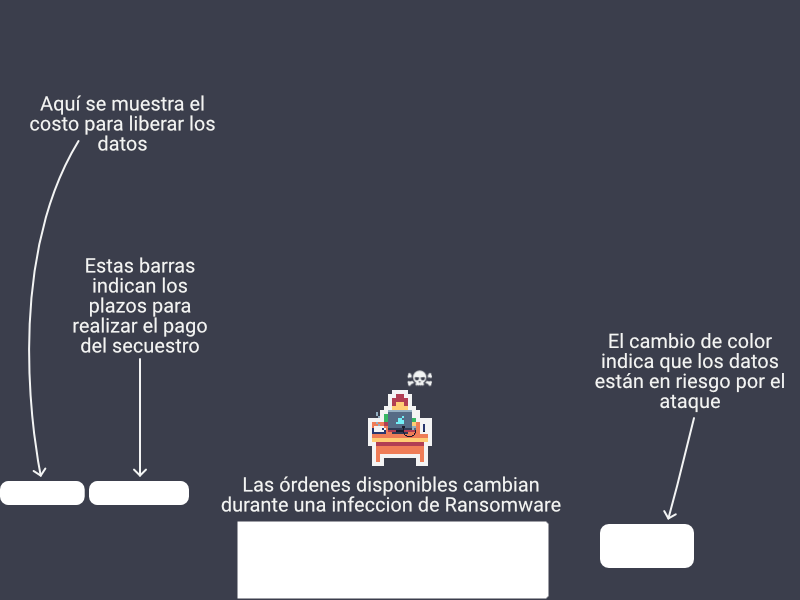 Aquí se muestra el
costo para liberar los
datos
Estas barras
indican los
plazos para
realizar el pago
del secuestro
El cambio de color
indica que los datos
están en riesgo por el
ataque
Las órdenes disponibles cambian
durante una infeccion de Ransomware